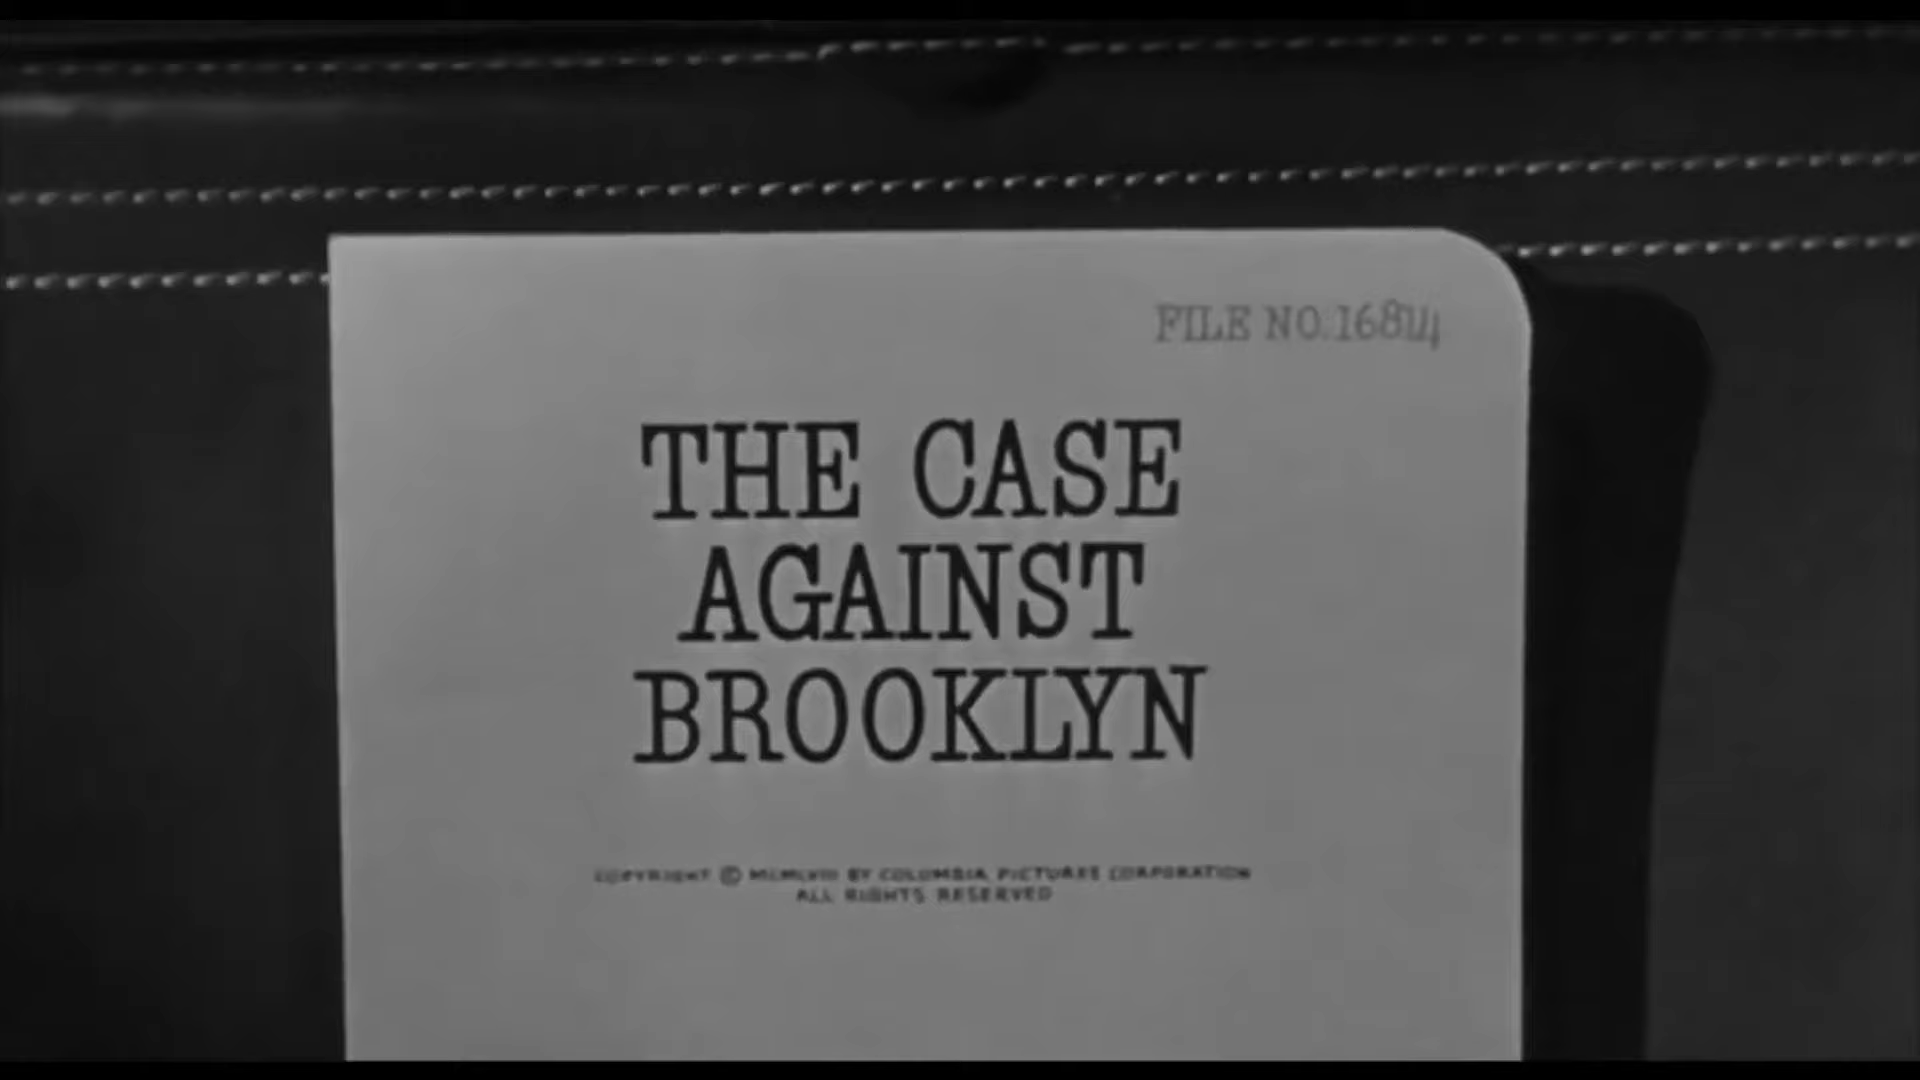 FILE NO. 16814
THE CASE
AGAINST
BROOKLYN
COPYRIGHT © MCMLVIII BY COLUMBIA PICTURES CORPORATION
ALL RIGHTS RESERVED